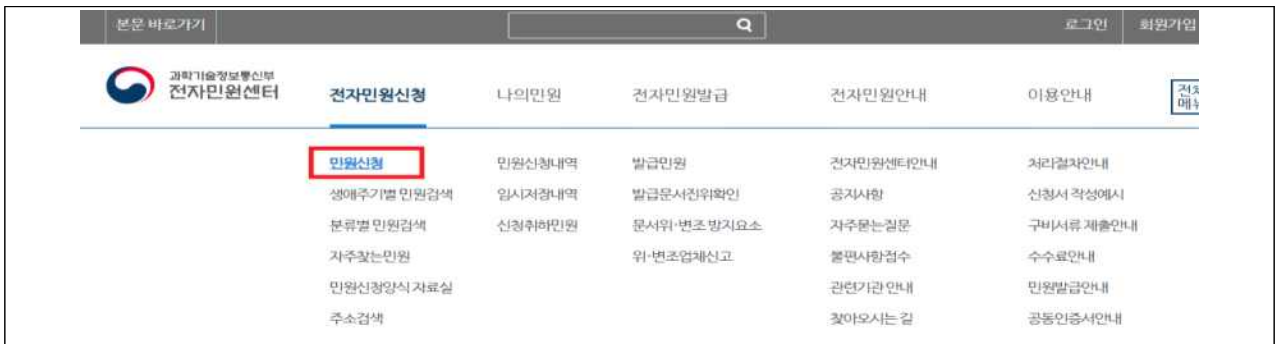 본문 바로가기 로그인 회원가입
과학기술정보통신부
전자민원센터 전자민원신청 나의민원 전자민원발급 전자민원안내 이용안내 전체
메뉴
민원신청 민원신청내역 발급민원 전자민원센터안내 처리절차안내
생애주기별 민원검색 임시저장내역 발급문서진위확인 공지사항 신청서 작성예시
분류별 민원검색 신청취하민원 문서위·변조 방지요소 자주묻는질문 구비서류 제출안내
자주찾는민원 위·변조업체신고 불편사항접수 수수료안내
민원신청양식 자료실 관련기관 안내 민원발급안내
주소검색 찾아오시는 길 공동인증서안내